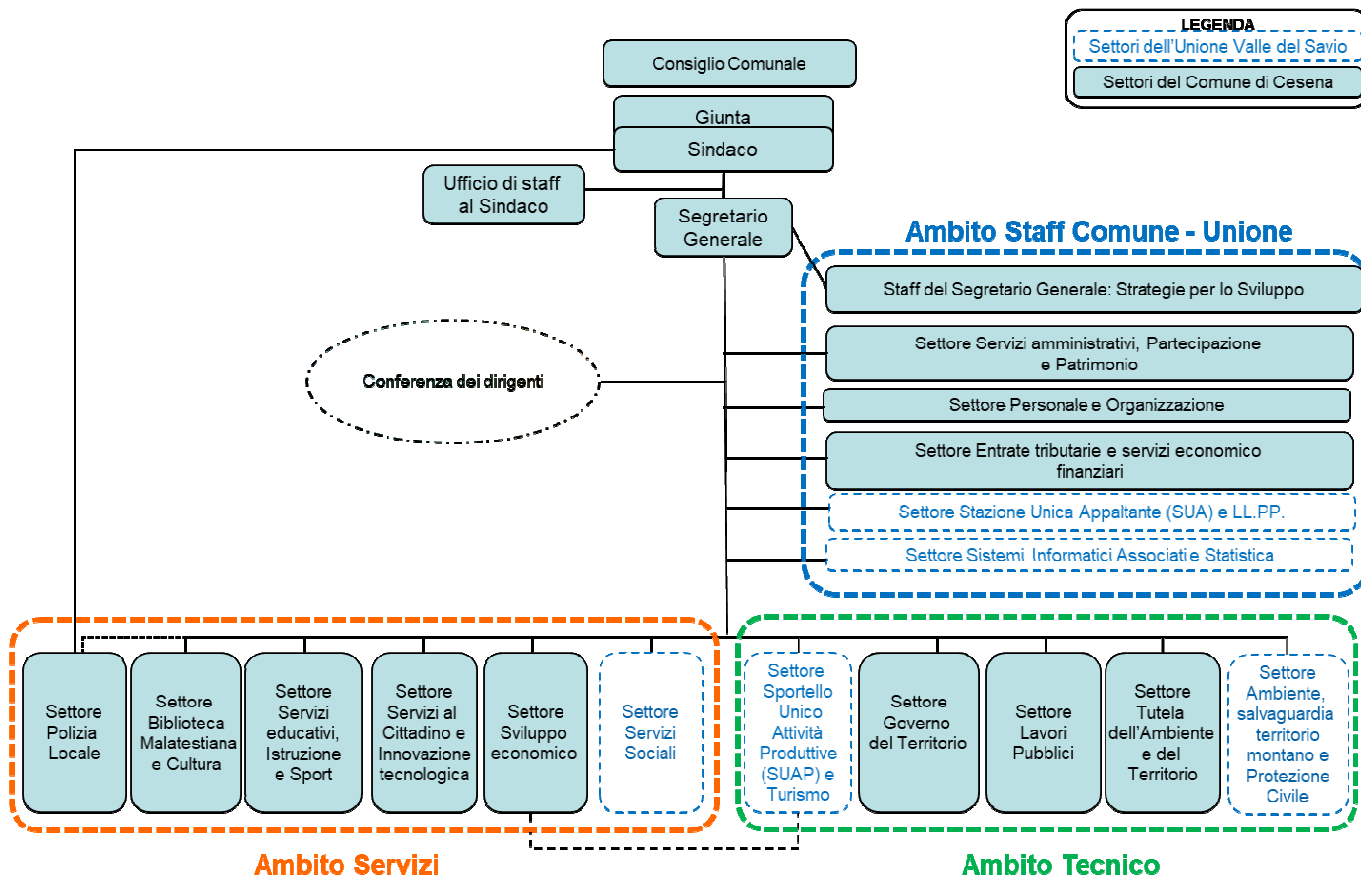 LEGENDA
Settori dell'Unione Valle del Savio
Settori del Comune di Cesena
Consiglio Comunale
Giunta
Sindaco
Ufficio di staff
al Sindaco
Segretario
Generale
Ambito Staff Comune - Unione
Staff del Segretario Generale: Strategie per lo Sviluppo
Settore Servizi amministrativi, Partecipazione
e Patrimonio
Conferenza dei dirigenti
Settore Personale e Organizzazione
Settore Entrate tributarie e servizi economico
finanziari
Settore Stazione Unica Appaltante (SUA) e LL.PP.
Settore Sistemi Informatici Associati e Statistica
Settore
Polizia
Locale
Settore
Biblioteca
Malatestiana
e Cultura
Settore
Servizi
educativi,
Istruzione
e Sport
Settore
Servizi al
Cittadino e
Innovazione
tecnologica
Settore
Sviluppo
economico
Settore
Servizi
Sociali
Settore
Sportello
Unico
Attività
Produttive
(SUAP) e
Turismo
Settore
Governo
del Territorio
Settore
Lavori
Pubblici
Settore
Tutela
dell'Ambiente
e del
Territorio
Settore
Ambiente,
salvaguardia
territorio
montano e
Protezione
Civile
Ambito Servizi
Ambito Tecnico